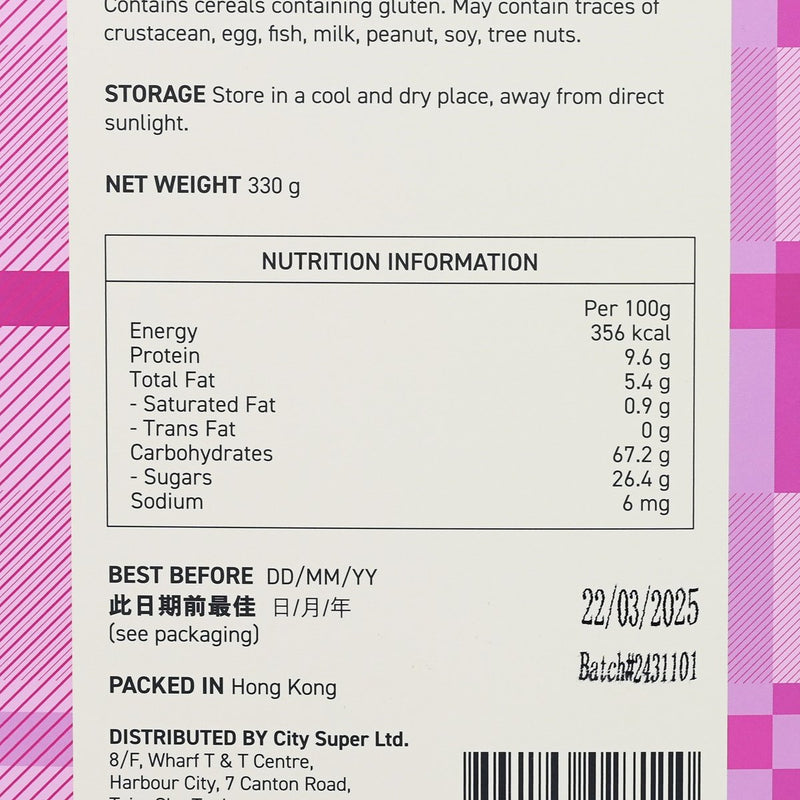 Contains cereals containing gluten. May contain traces of
crustacean, egg, fish, milk, peanut, soy, tree nuts.
STORAGE Store in a cool and dry place, away from direct
sunlight.
NET WEIGHT 330 g
NUTRITION INFORMATION
Per 100g
Energy 356 kcal
Protein 9.6 g
Total Fat 5.4 g
- Saturated Fat 0.9 g
- Trans Fat 0 g
Carbohydrates 67.2 g
- Sugars 26.4 g
Sodium 6 mg
BEST BEFORE DD/MM/YY
此日期前最佳 日/月/年
(see packaging)
22/03/2025
Batch#2431101
PACKED IN Hong Kong
DISTRIBUTED BY City Super Ltd.
8/F, Wharf T & T Centre,
Harbour City, 7 Canton Road,